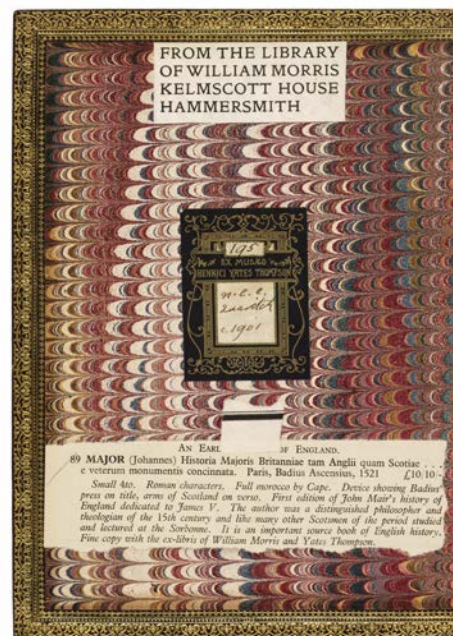 FROM THE LIBRARY
OF WILLIAM MORRIS
KELMSCOTT HOUSE
HAMMERSMITH
195
EX MUSÆO
HENRICI YATES THOMPSON
n.e.e.
Quaritch
c.1901
AN EARL OF ENGLAND.
89 MAJOR (Johannes) Historia Majoris Britanniae tam Anglii quam Scotiae ...
e veterum monumentis concinnata. Paris, Badius Ascensius, 1521 £10/10/-
Small 4to. Roman characters. Full morocco by Cape. Device showing Badius'
press on title, arms of Scotland on verso. First edition of John Mair's history of
England dedicated to James V. The author was a distinguished philosopher and
theologian of the 15th century and like many other Scotsmen of the period studied
and lectured at the Sorbonne. It is an important source book of English history.
Fine copy with the ex-libris of William Morris and Yates Thompson.